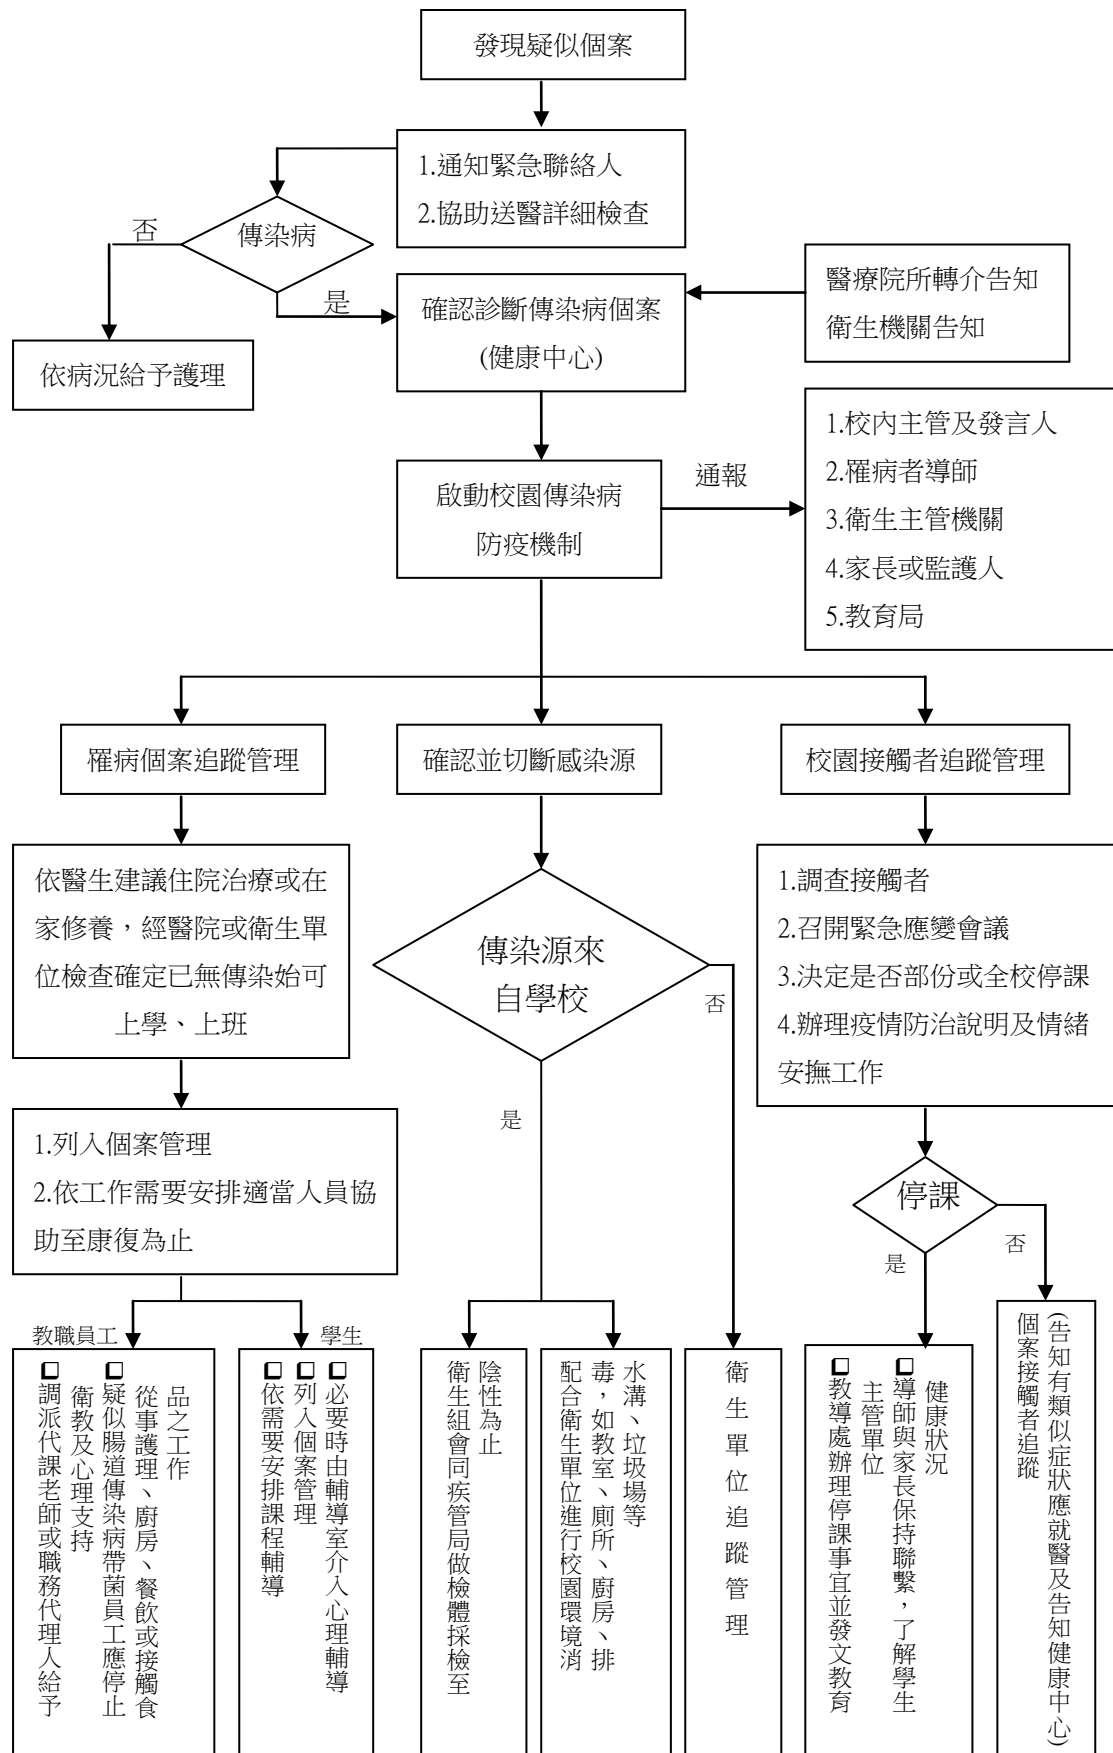 發現疑似個案
1.通知緊急聯絡人
2.協助送醫詳細檢查
傳染病
否
是
依病況給予護理
確認診斷傳染病個案
(健康中心)
醫療院所轉介告知
衛生機關告知
啟動校園傳染病
防疫機制
通報
1.校內主管及發言人
2.罹病者導師
3.衛生主管機關
4.家長或監護人
5.教育局
罹病個案追蹤管理
確認並切斷感染源
校園接觸者追蹤管理
依醫生建議住院治療或在
家修養，經醫院或衛生單
位檢查確定已無傳染始可
上學、上班
1.列入個案管理
2.依工作需要安排適當人員協
助至康復為止
傳染源來
自學校
否
是
1.調查接觸者
2.召開緊急應變會議
3.決定是否部份或全校停課
4.辦理疫情防治說明及情緒
安撫工作
停課
否
是
教職員工
❑調派代課老師或職務代理人給予
衛教及心理支持
❑疑似腸道傳染病帶菌員工應停止
從事護理、廚房、餐飲或接觸食
品之工作
學生
❑依需要安排課程輔導
❑列入個案管理
❑必要時由輔導室介入心理輔導
衛生組會同疾管局做檢體採檢至
陰性為止
配合衛生單位進行校園環境消
毒，如教室、廁所、廚房、排
水溝、垃圾場等
衛生單位追蹤管理
❑教導處辦理停課事宜並發文教育
主管單位
❑導師與家長保持聯繫，了解學生
健康狀況
個案接觸者追蹤
(告知有類似症狀應就醫及告知健康中心)